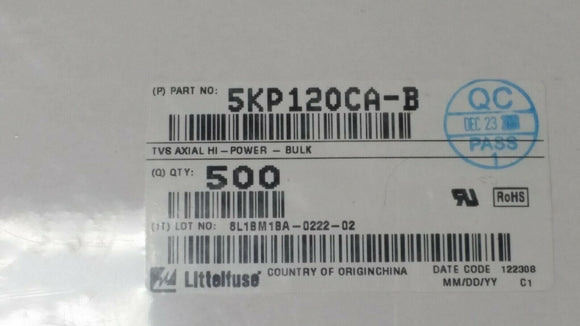 (P) PART NO: 5KP120CA-B
QC
DEC 23
PASS
1
TVS AXIAL HI-POWER - BULK
(Q) QTY: 500
RoHS
(1T) LOT NO: 8L18M18A-0222-02
Littelfuse COUNTRY OF ORIGINCHINA
DATE CODE 122308
MM/DD/YY C1